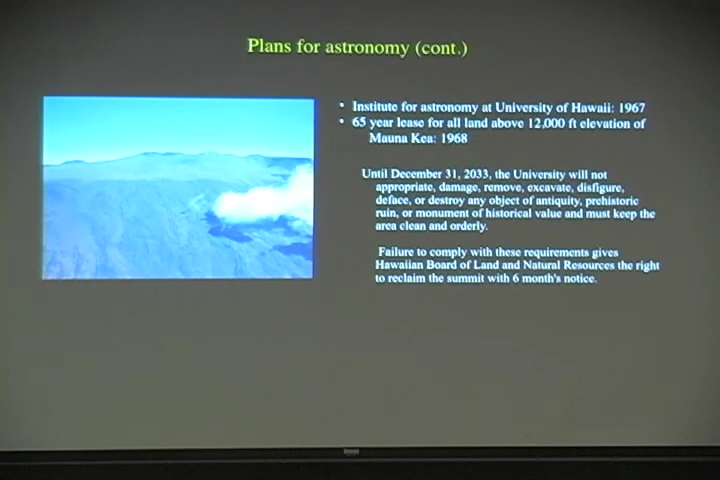 Plans for astronomy (cont.)
• Institute for astronomy at University of Hawaii: 1967
• 65 year lease for all land above 12,000 ft elevation of
Mauna Kea: 1968
Until December 31, 2033, the University will not
appropriate, damage, remove, excavate, disfigure,
deface, or destroy any object of antiquity, prehistoric
ruin, or monument of historical value and must keep the
area clean and orderly.
Failure to comply with these requirements gives
Hawaiian Board of Land and Natural Resources the right
to reclaim the summit with 6 month's notice.